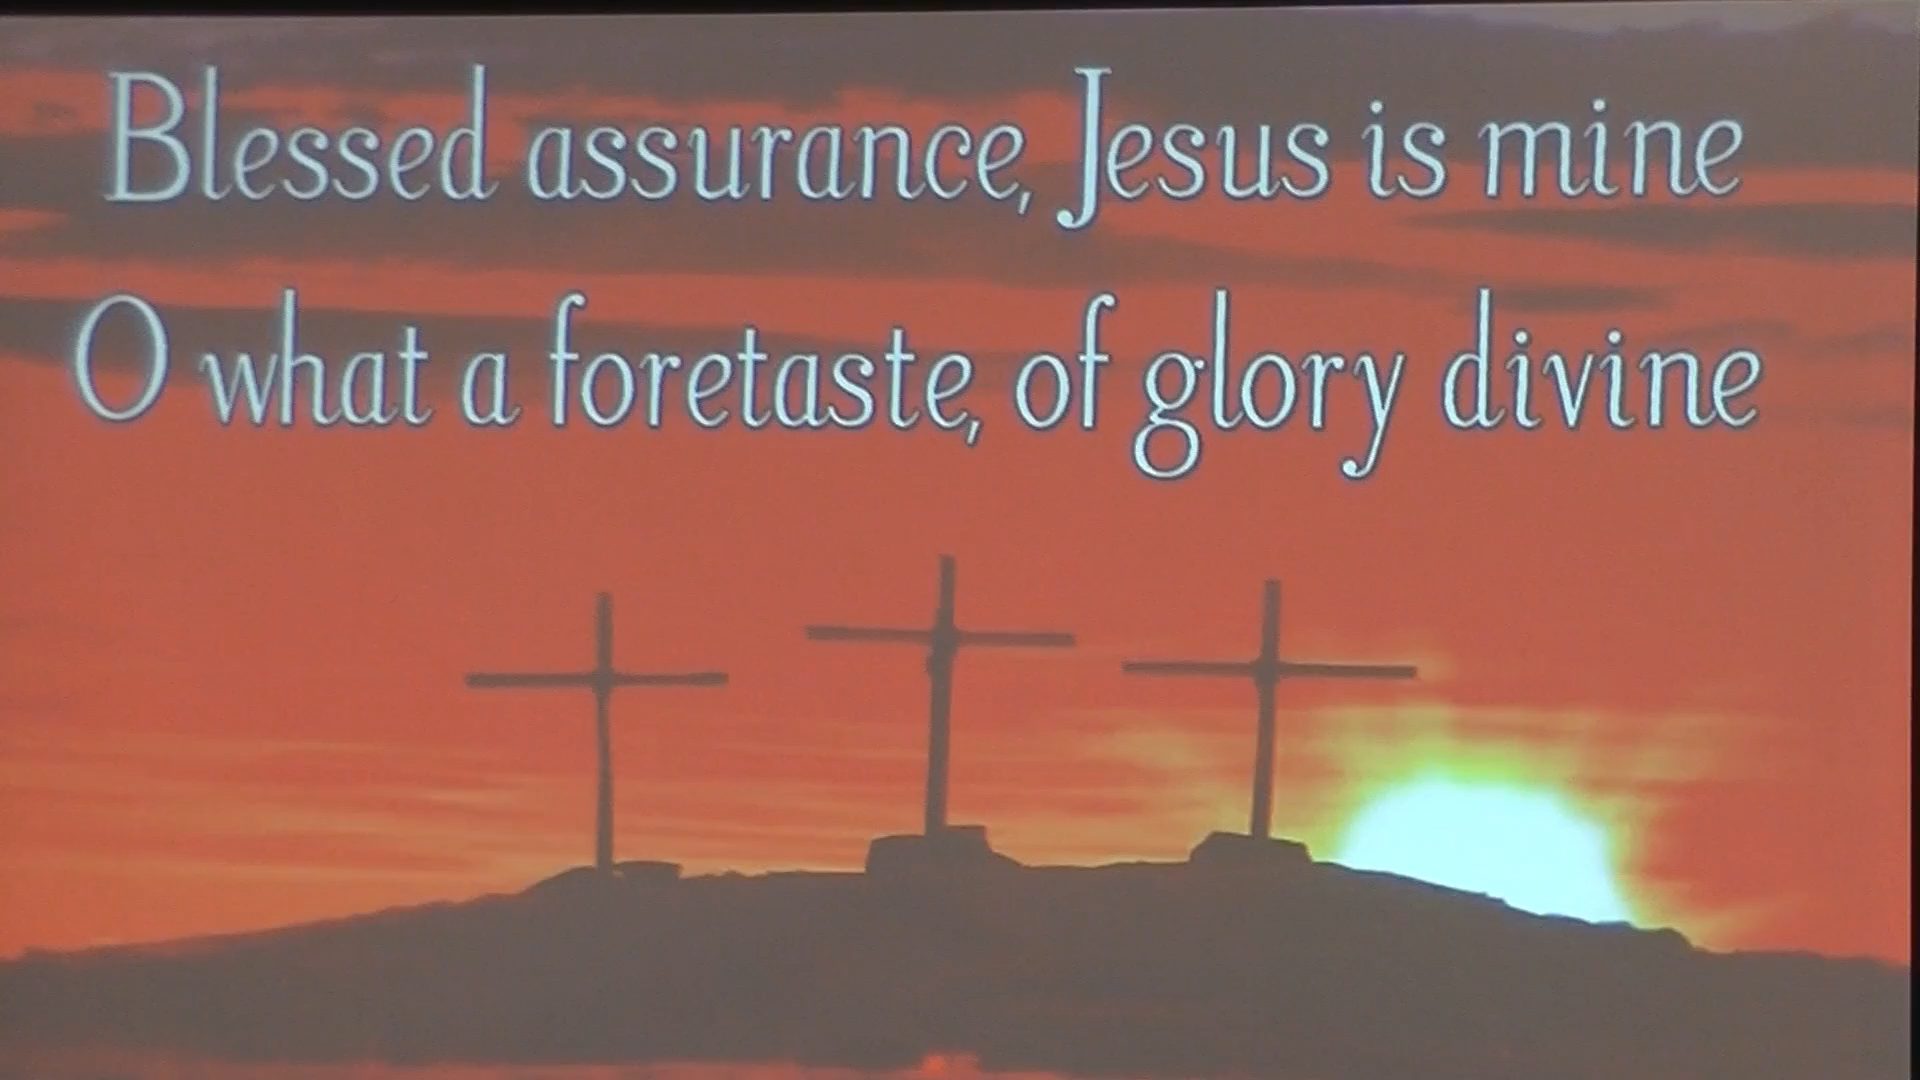 Blessed assurance, Jesus is mine
O what a foretaste, of glory divine